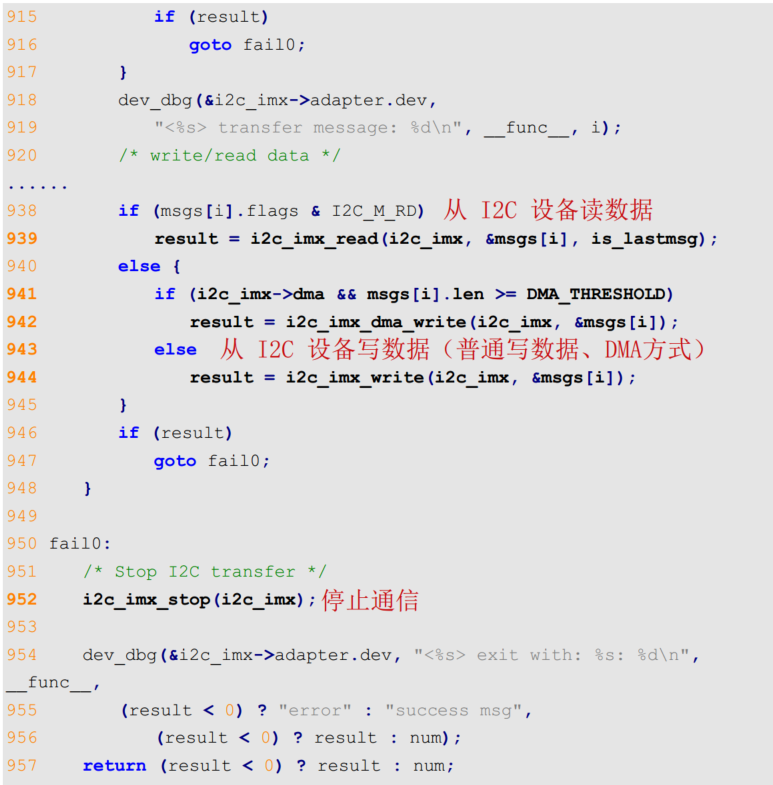 915 if (result)
916 goto fail0;
917 }
918 dev_dbg(&i2c_imx->adapter.dev,
919 "<%s> transfer message: %d\n", __func__, i);
920 /* write/read data */
......
938 if (msgs[i].flags & I2C_M_RD) 从 I2C 设备读数据
939 result = i2c_imx_read(i2c_imx, &msgs[i], is_lastmsg);
940 else {
941 if (i2c_imx->dma && msgs[i].len >= DMA_THRESHOLD)
942 result = i2c_imx_dma_write(i2c_imx, &msgs[i]);
943 else 从 I2C 设备写数据（普通写数据、DMA方式）
944 result = i2c_imx_write(i2c_imx, &msgs[i]);
945 }
946 if (result)
947 goto fail0;
948 }
949
950 fail0:
951 /* Stop I2C transfer */
952 i2c_imx_stop(i2c_imx); 停止通信
953
954 dev_dbg(&i2c_imx->adapter.dev, "<%s> exit with: %s: %d\n",
__func__,
955 (result < 0) ? "error" : "success msg",
956 (result < 0) ? result : num);
957 return (result < 0) ? result : num;